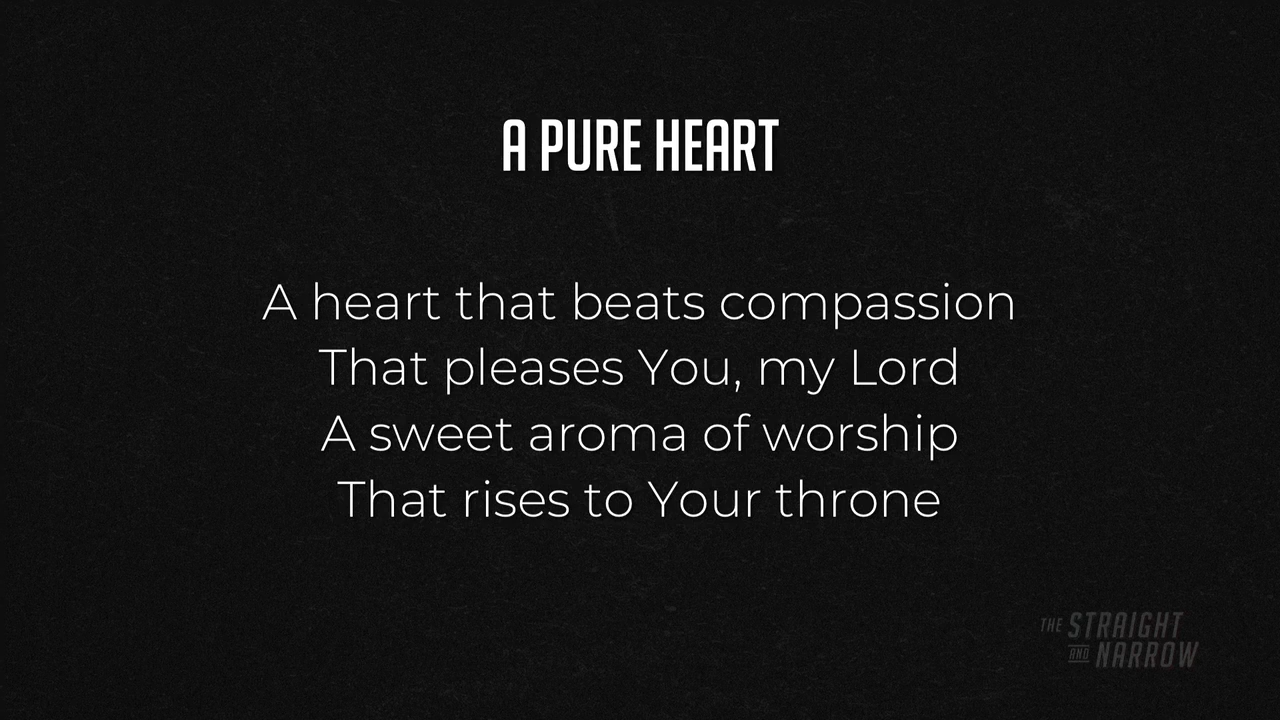 A PURE HEART
A heart that beats compassion
That pleases You, my Lord
A sweet aroma of worship
That rises to Your throne
THE STRAIGHT
AND NARROW